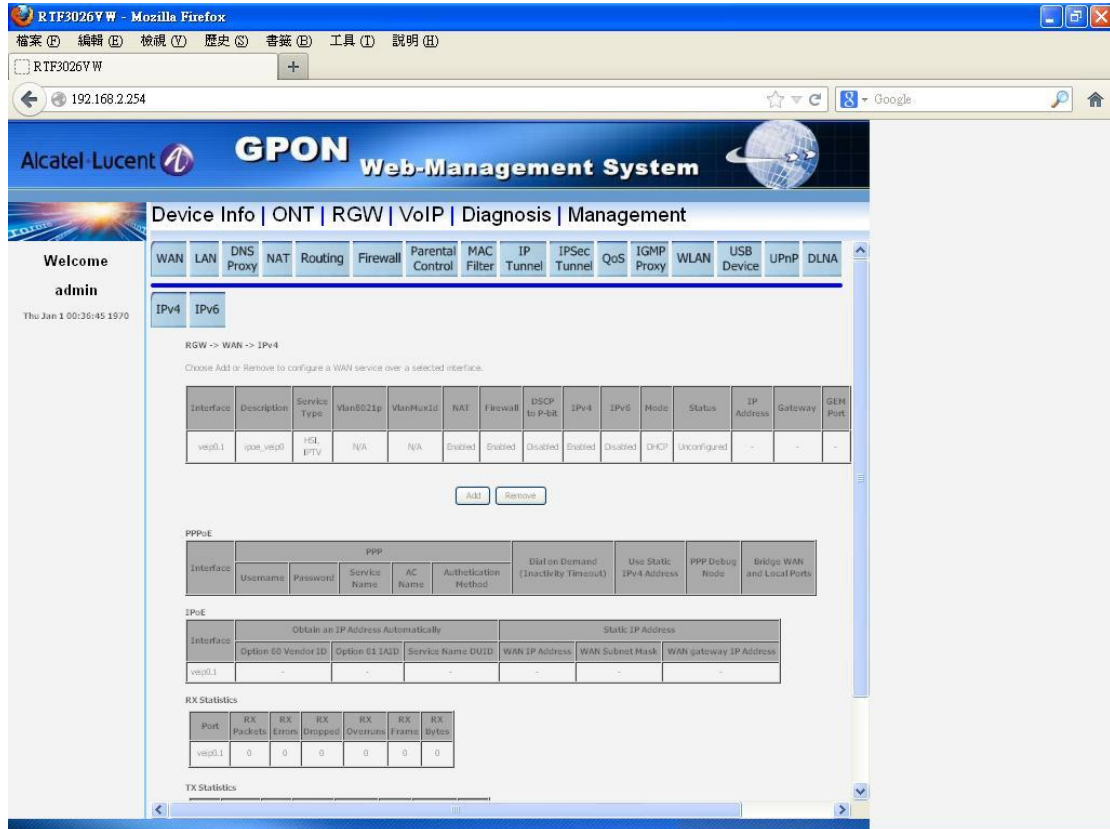 RTF3026VW - Mozilla Firefox
檔案(F) 編輯(E) 檢視(V) 歷史(S) 書籤(B) 工具(T) 說明(H)
RTF3026VW +
192.168.2.254
Google
Alcatel·Lucent
GPON Web-Management System
Device Info | ONT | RGW | VoIP | Diagnosis | Management
Welcome
admin
Thu Jan 1 00:36:45 1970
WAN LAN DNS Proxy NAT Routing Firewall Parental Control MAC Filter IP Tunnel IPSec Tunnel QoS IGMP Proxy WLAN USB Device UPnP DLNA
IPv4 IPv6
RGW -> WAN -> IPv4
Choose Add or Remove to configure a WAN service over a selected interface.
Interface Description Service Type Vlan8021p VlanMuxId NAT Firewall DSCP to P-bit IPv4 IPv6 Mode Status IP Address Gateway GEM Port
veip0.1 ipoe_veip0 HSI, IPTV N/A N/A Enabled Enabled Disabled Enabled Disabled DHCP Unconfigured - - -
Add Remove
PPPoE
Interface PPP Dial on Demand (Inactivity Timeout) Use Static IPv4 Address PPP Debug Node Bridge WAN and Local Ports
Username Password Service Name AC Name Authetication Method
IPoE
Interface Obtain an IP Address Automatically Static IP Address
Option 60 Vendor ID Option 61 IAID Service Name DUID WAN IP Address WAN Subnet Mask WAN gateway IP Address
veip0.1 - - - - - -
RX Statistics
Port RX Packets RX Errors RX Dropped RX Overruns RX Frame RX Bytes
veip0.1 0 0 0 0 0 0
TX Statistics